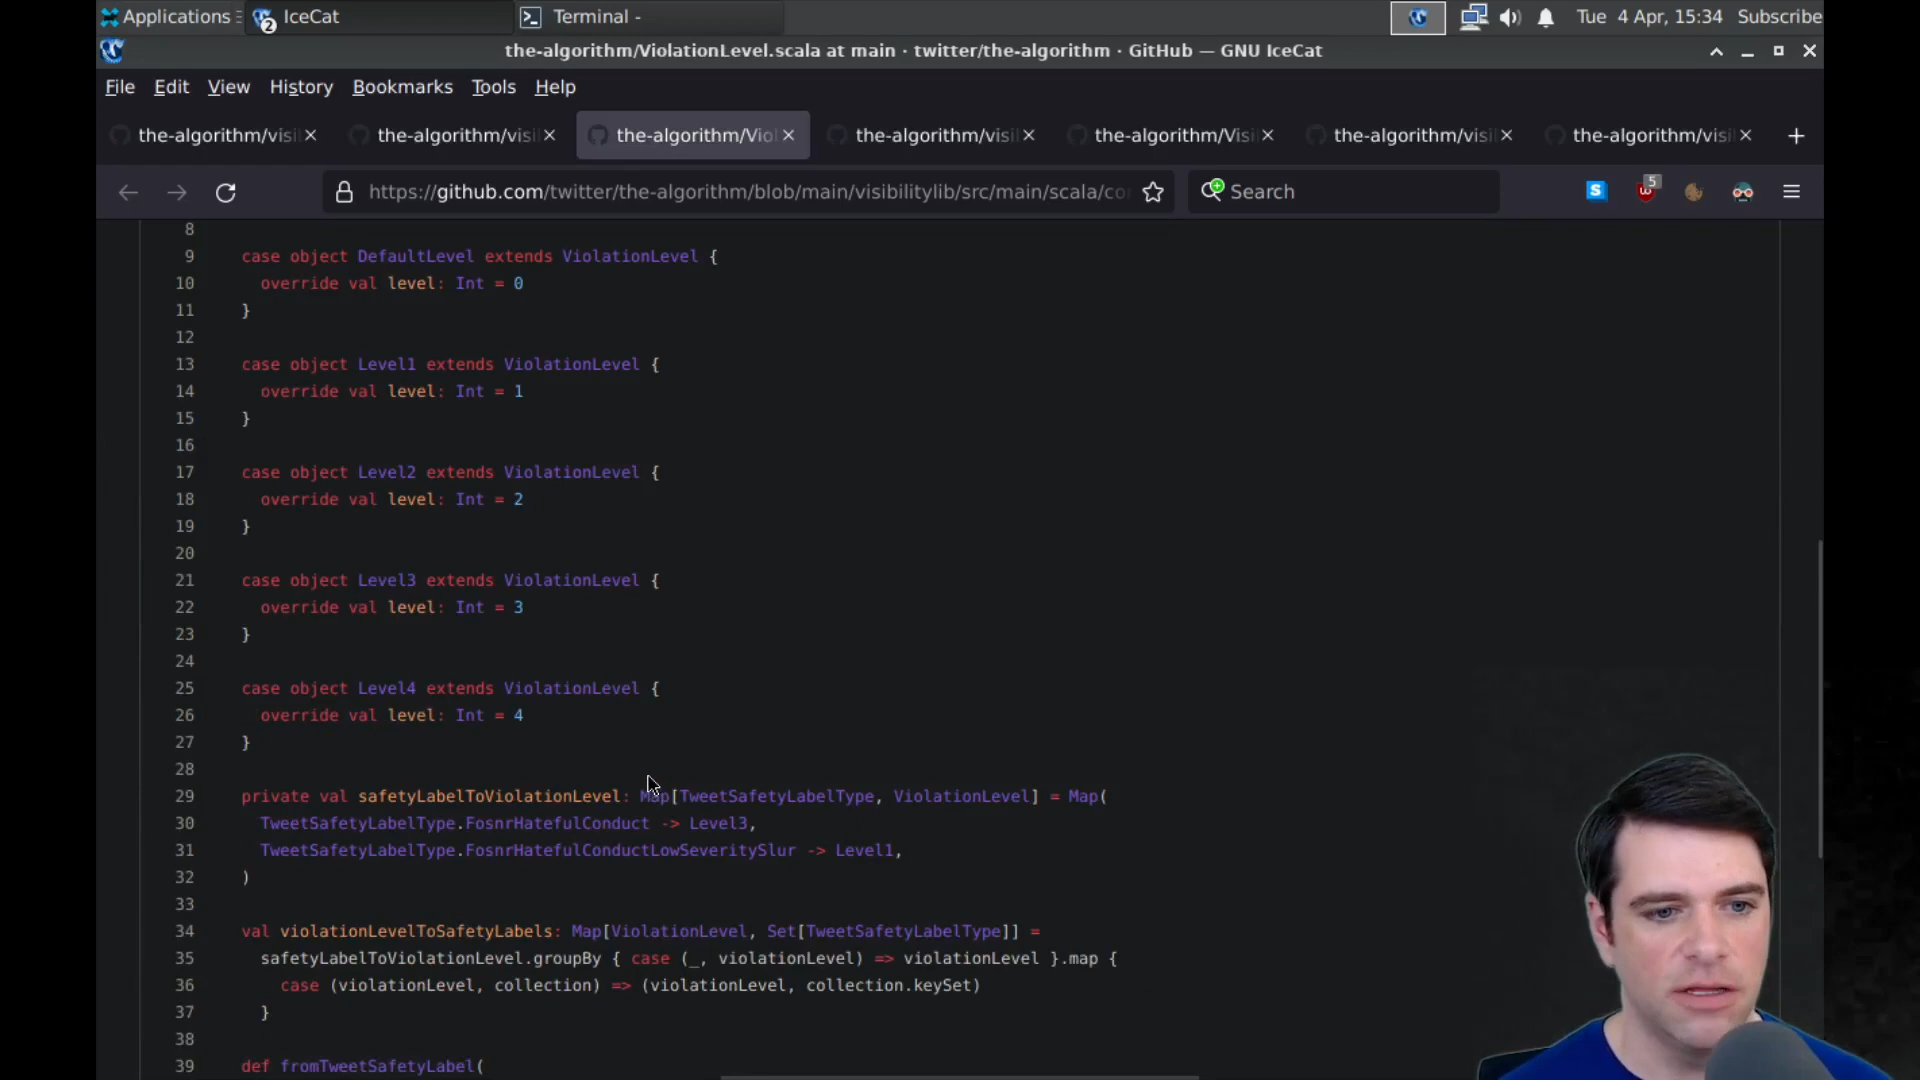 Applications
2 IceCat
Terminal -
Tue 4 Apr, 15:34 Subscribe
the-algorithm/ViolationLevel.scala at main · twitter/the-algorithm · GitHub — GNU IceCat
File Edit View History Bookmarks Tools Help
the-algorithm/visil the-algorithm/visil the-algorithm/Viol the-algorithm/visil the-algorithm/Visil the-algorithm/visil the-algorithm/visil
https://github.com/twitter/the-algorithm/blob/main/visibilitylib/src/main/scala/co Search 5
8
9 case object DefaultLevel extends ViolationLevel {
10 override val level: Int = 0
11 }
12
13 case object Level1 extends ViolationLevel {
14 override val level: Int = 1
15 }
16
17 case object Level2 extends ViolationLevel {
18 override val level: Int = 2
19 }
20
21 case object Level3 extends ViolationLevel {
22 override val level: Int = 3
23 }
24
25 case object Level4 extends ViolationLevel {
26 override val level: Int = 4
27 }
28
29 private val safetyLabelToViolationLevel: Map[TweetSafetyLabelType, ViolationLevel] = Map(
30 TweetSafetyLabelType.FosnrHatefulConduct -> Level3,
31 TweetSafetyLabelType.FosnrHatefulConductLowSeveritySlur -> Level1,
32 )
33
34 val violationLevelToSafetyLabels: Map[ViolationLevel, Set[TweetSafetyLabelType]] =
35 safetyLabelToViolationLevel.groupBy { case (_, violationLevel) => violationLevel }.map {
36 case (violationLevel, collection) => (violationLevel, collection.keySet)
37 }
38
39 def fromTweetSafetyLabel(